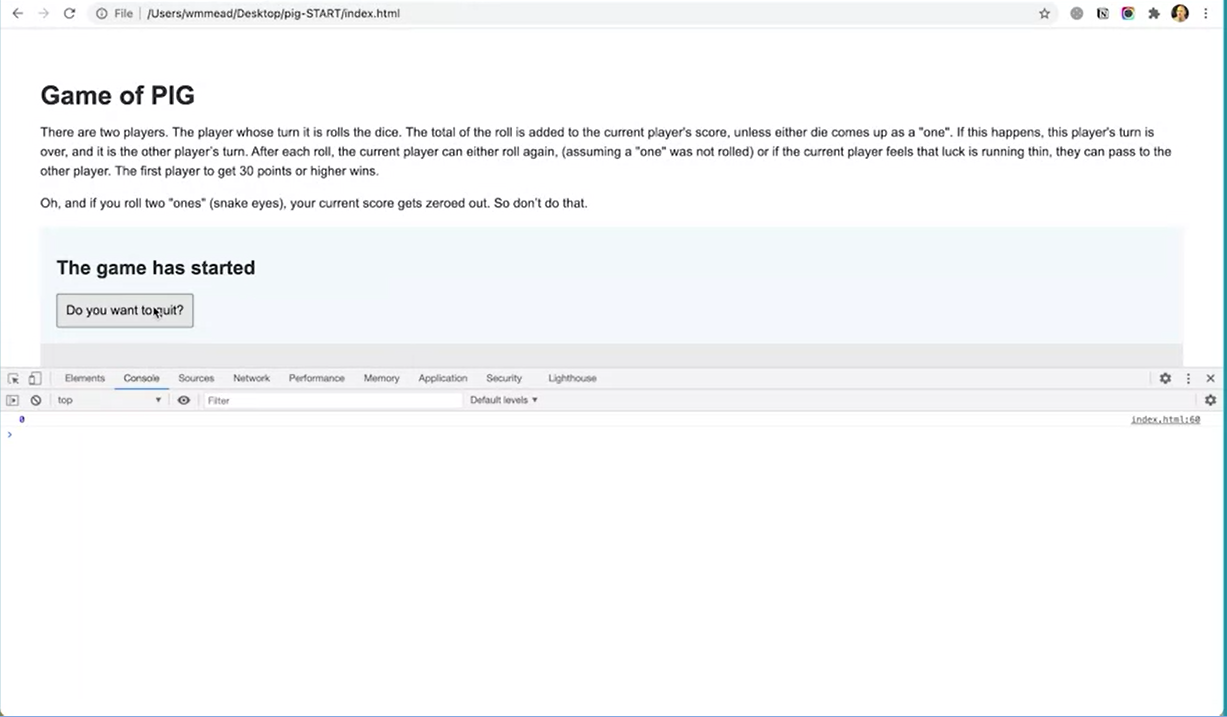 File | /Users/wmmead/Desktop/pig-START/index.html
Game of PIG
There are two players. The player whose turn it is rolls the dice. The total of the roll is added to the current player's score, unless either die comes up as a "one". If this happens, this player's turn is
over, and it is the other player's turn. After each roll, the current player can either roll again, (assuming a "one" was not rolled) or if the current player feels that luck is running thin, they can pass to the
other player. The first player to get 30 points or higher wins.
Oh, and if you roll two "ones" (snake eyes), your current score gets zeroed out. So don't do that.
The game has started
Do you want to quit?
Elements Console Sources Network Performance Memory Application Security Lighthouse
top Filter Default levels
0 index.html:60